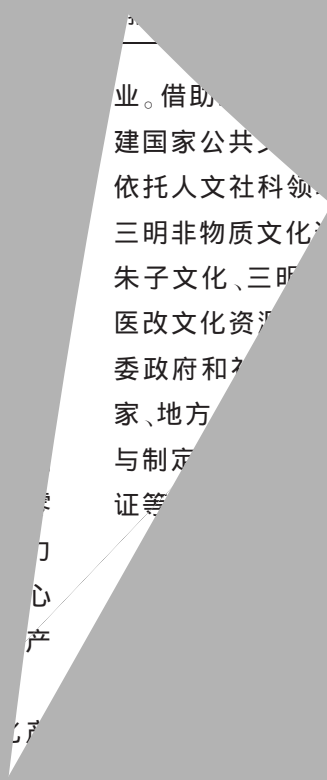 业。借助
建国家公共
依托人文社科领
三明非物质文化
朱子文化、三明
医改文化资
委政府和
家、地方
与制定
证等
心
产